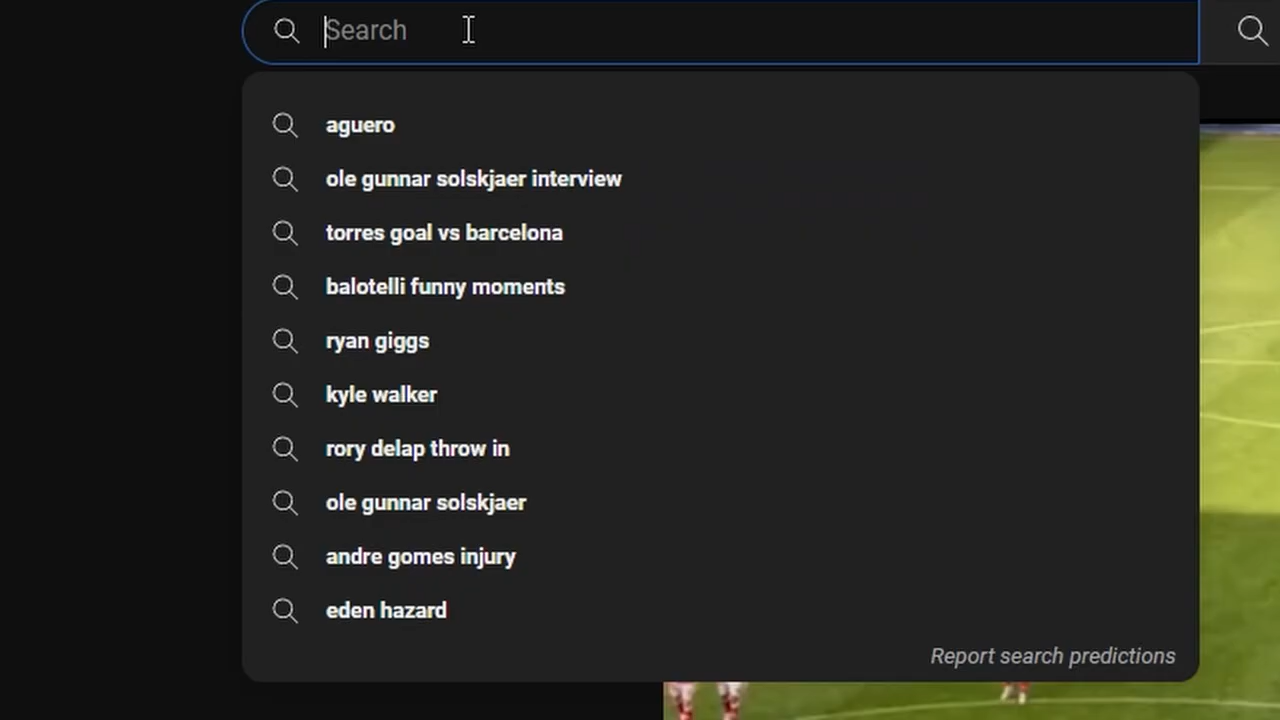 Search
aguero
ole gunnar solskjaer interview
torres goal vs barcelona
balotelli funny moments
ryan giggs
kyle walker
rory delap throw in
ole gunnar solskjaer
andre gomes injury
eden hazard
Report search predictions